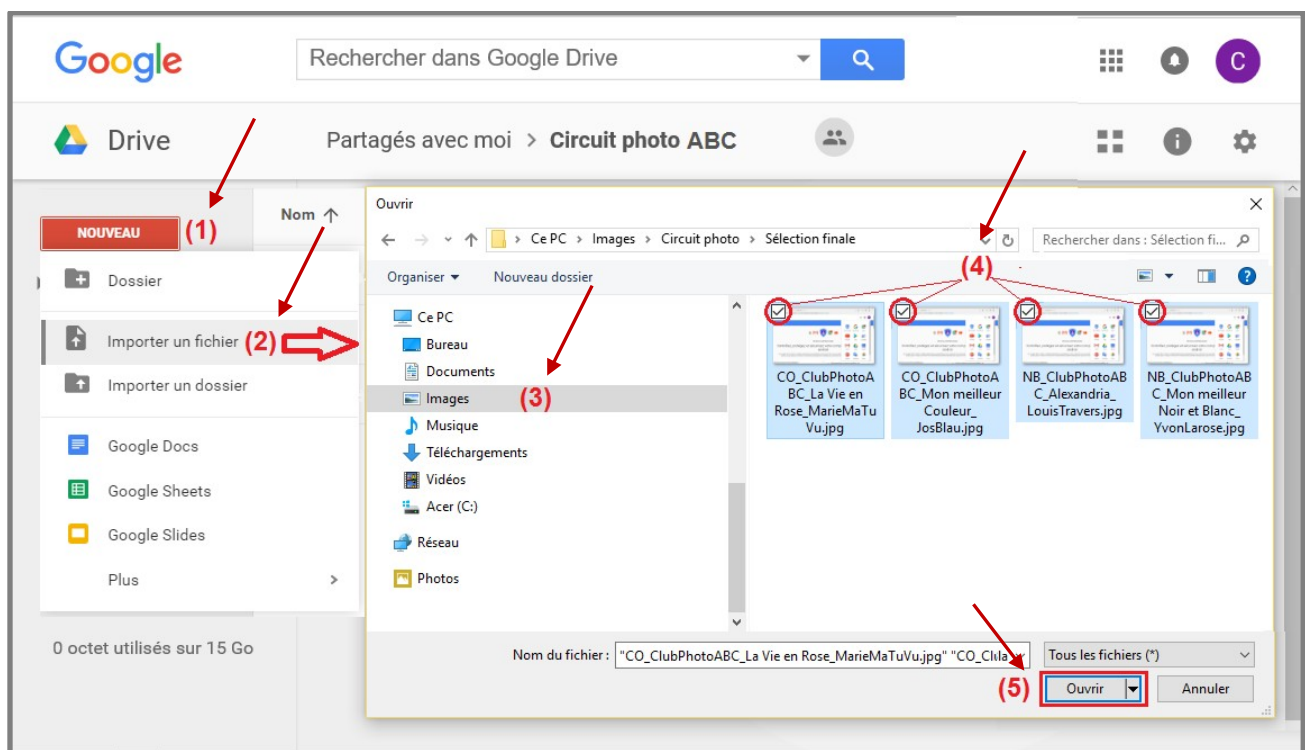 Google
Rechercher dans Google Drive
C
Drive
Partagés avec moi > Circuit photo ABC
NOUVEAU (1)
Nom ↑
Dossier
Importer un fichier (2)
Importer un dossier
Google Docs
Google Sheets
Google Slides
Plus >
0 octet utilisés sur 15 Go
Ouvrir
Ce PC > Images > Circuit photo > Sélection finale
Rechercher dans : Sélection fi...
Organiser
Nouveau dossier
(4)
Ce PC
Bureau
Documents
Images (3)
Musique
Téléchargements
Vidéos
Acer (C:)
Réseau
Photos
CO_ClubPhotoA
BC_La Vie en
Rose_MarieMaTu
Vu.jpg
CO_ClubPhotoA
BC_Mon meilleur
Couleur_
JosBlau.jpg
NB_ClubPhotoAB
C_Alexandria_
LouisTravers.jpg
NB_ClubPhotoAB
C_Mon meilleur
Noir et Blanc_
YvonLarose.jpg
Nom du fichier : "CO_ClubPhotoABC_La Vie en Rose_MarieMaTuVu.jpg" "CO_Clula
Tous les fichiers (*)
(5) Ouvrir
Annuler